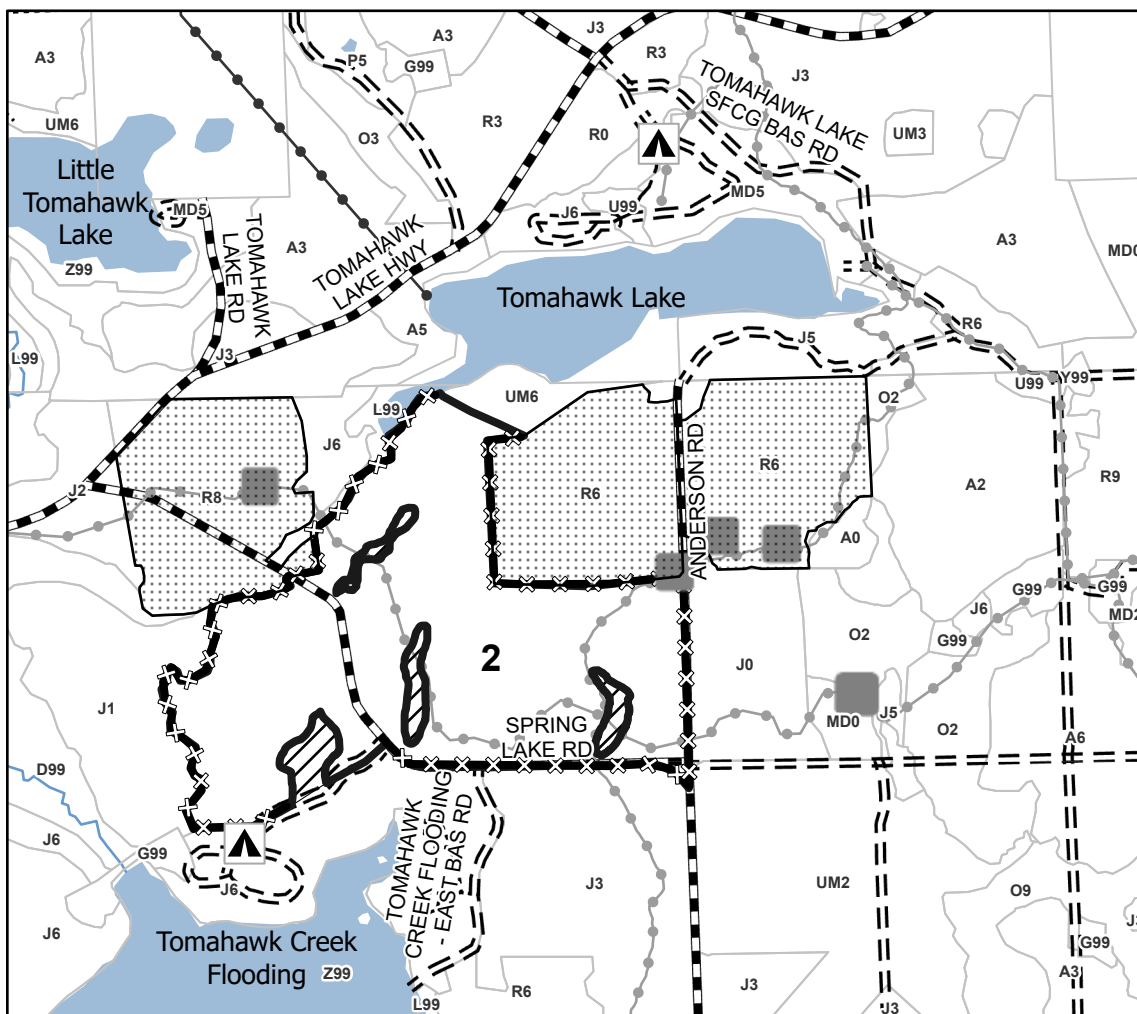 J3
A3
A3
R3
P5
G99
J3
TOMAHAWK LAKE
SFCG BAS RD
UM6
O3
R3
R0
UM3
Little
Tomahawk
Lake
MD5
MD5
U99
J6
TOMAHAWK
LAKE RD
A3
TOMAHAWK
LAKE HWY
A3
MD0
Z99
Tomahawk Lake
A5
R6
L99
J3
J5
U99
Y99
UM6
O2
L99
J6
R6
R6
A2
R9
J2
R8
ANDERSON RD
A0
G99
G99
J6
MD2
O2
G99
2
J0
J1
MD0
J5
O2
SPRING
LAKE RD
A6
D99
TOMAHAWK
CREEK FLOODING
- EAST BAS RD
J6
G99
J6
J3
UM2
O9
J6
Tomahawk Creek
Flooding
Z99
G99
A3
L99
R6
J3
J3